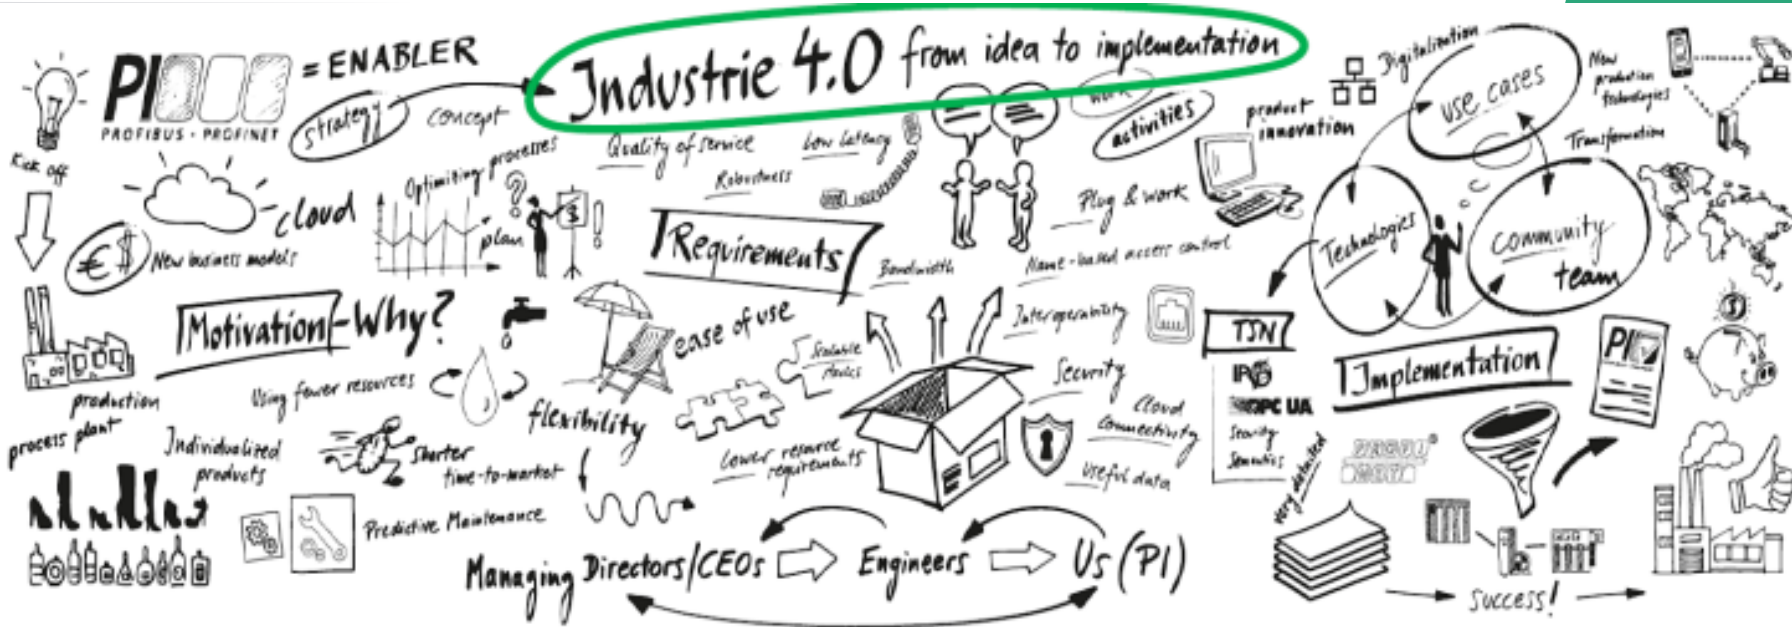 PI
PROFIBUS · PROFINET
= ENABLER
Industrie 4.0 from idea to implementation
strategy
concept
Kick off
cloud
€ $
New business models
Optimizing processes
plan
?
$
!
Motivation - Why?
production
process plant
Using fewer resources
Individualized
products
shorter
time-to-market
Predictive Maintenance
Quality of service
Low latency
Robustness
Requirements
Bandwidth
work
activities
Plug & work
Name-based access control
Interoperability
ease of use
flexibility
Lower resource
requirements
Security
Cloud
Connectivity
Useful data
Managing Directors/CEOs
Engineers
Us (PI)
product
innovation
Digitalization
use cases
New
production
technologies
Transformation
Technologies
community
team
TSN
OPC UA
Security
Semantics
Implementation
PI
$
very detailed
success!